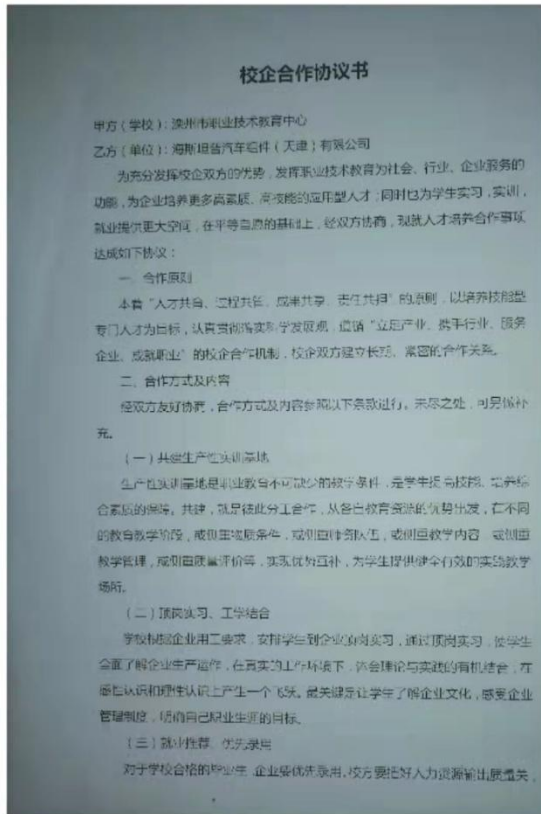 校企合作协议书
甲方（学校）：滦州市职业技术教育中心
乙方（单位）：海斯坦普汽车组件（天津）有限公司
为充分发挥校企双方的优势，发挥职业技术教育为社会、行业、企业服务的
功能，为企业培养更多高素质、高技能的应用型人才；同时也为学生实习，实训，
就业提供更大空间，在平等自愿的基础上，经双方协商，现就人才培养合作事项
达成如下协议：
一、合作原则
本着“人才共育、过程共管、成果共享、责任共担”的原则，以培养技能型
专门人才为目标，认真贯彻落实科学发展观，遵循“立足产业、携手行业、服务
企业、成就职业”的校企合作机制，校企双方建立长期、紧密的合作关系。
二、合作方式及内容
经双方友好协商，合作方式及内容参照以下条款进行。未尽之处，可另做补
充。
（一）共建生产性实训基地
生产性实训基地是职业教育不可缺少的教学条件，是学生提高技能、培养综
合素质的保障。共建，就是彼此分工合作，从各自教育资源的优势出发，在不同
的教育教学阶段，或侧重物质条件，或侧重师资队伍，或侧重教学内容，或侧重
教学管理，或侧重质量评价等，实现优势互补，为学生提供健全有效的实践教学
场所。
（二）顶岗实习、工学结合
学校根据企业用工要求，安排学生到企业顶岗实习，通过顶岗实习，使学生
全面了解企业生产运作，在真实的工作环境下，体会理论与实践的有机结合，在
感性认识和理性认识上产生一个飞跃。最关键是让学生了解企业文化，感受企业
管理制度，明确自己职业生涯的目标。
（三）就业推荐、优先录用
对于学校合格的毕业生，企业要优先录用，校方要把好人力资源输出质量关，